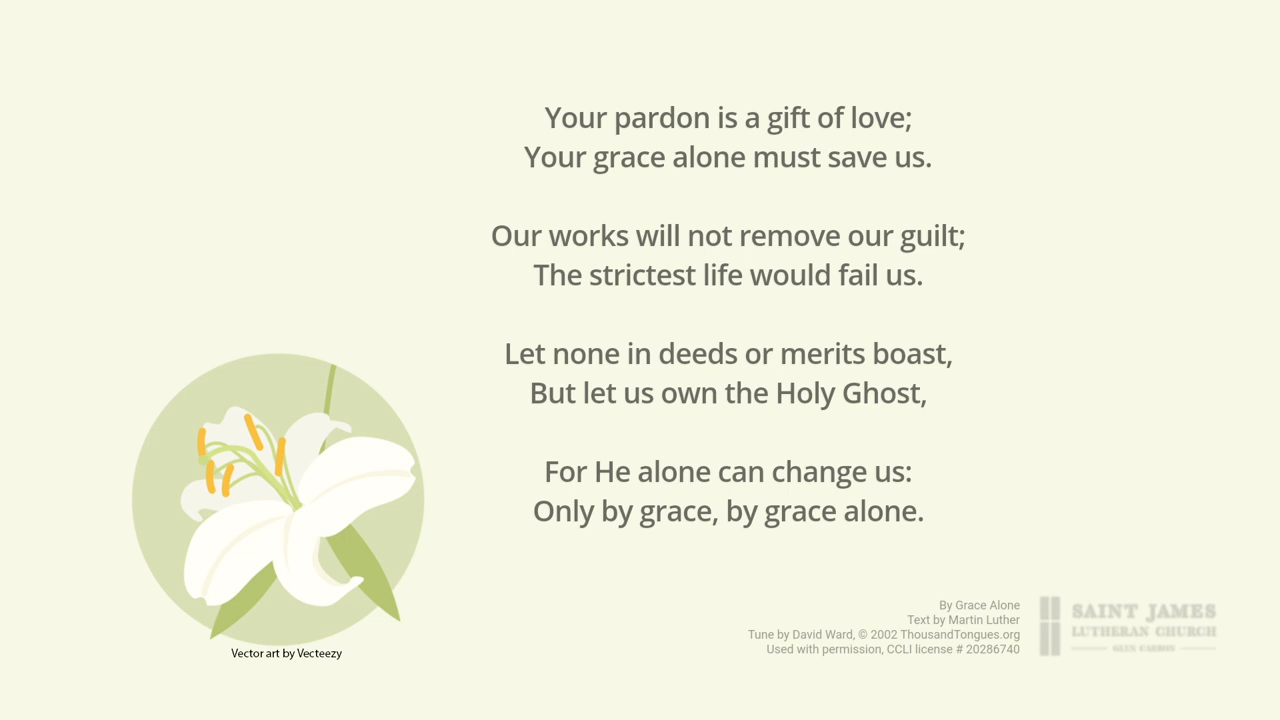 Your pardon is a gift of love;
Your grace alone must save us.
Our works will not remove our guilt;
The strictest life would fail us.
Let none in deeds or merits boast,
But let us own the Holy Ghost,
For He alone can change us:
Only by grace, by grace alone.
By Grace Alone
Text by Martin Luther
Tune by David Ward, © 2002 ThousandTongues.org
Used with permission, CCLI license # 20286740
SAINT JAMES
LUTHERAN CHURCH
GLEN CARBON
Vector art by Vecteezy